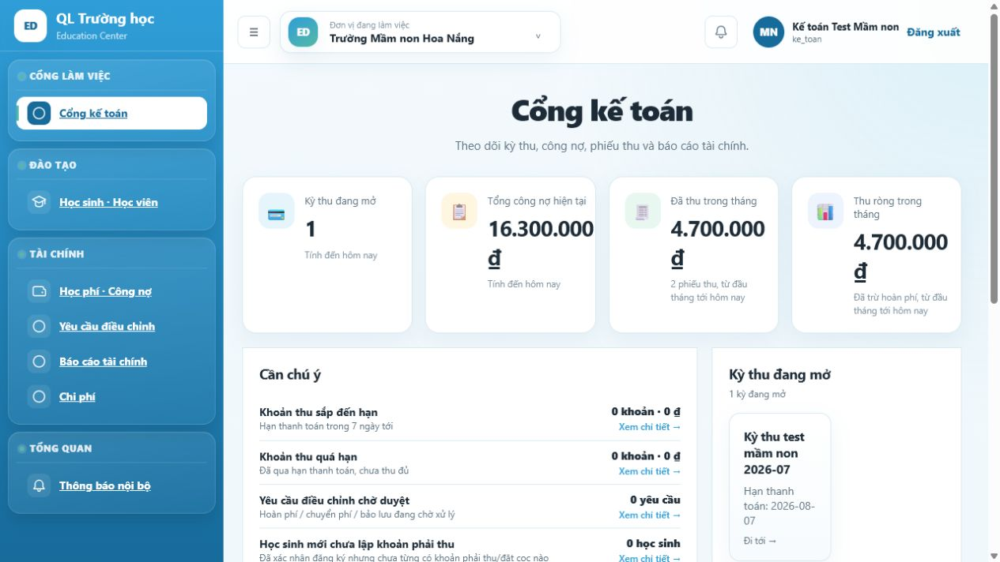 ED
QL Trường học
Education Center
CỔNG LÀM VIỆC
Cổng kế toán
ĐÀO TẠO
Học sinh · Học viên
TÀI CHÍNH
Học phí · Công nợ
Yêu cầu điều chỉnh
Báo cáo tài chính
Chi phí
TỔNG QUAN
Thông báo nội bộ
ED
Đơn vị đang làm việc
Trường Mầm non Hoa Nắng
MN
Kế toán Test Mầm non
ke_toan
Đăng xuất
Cổng kế toán
Theo dõi kỳ thu, công nợ, phiếu thu và báo cáo tài chính.
Kỳ thu đang mở
1
Tính đến hôm nay
Tổng công nợ hiện tại
16.300.000
₫
Tính đến hôm nay
Đã thu trong tháng
4.700.000
₫
2 phiếu thu, từ đầu
tháng tới hôm nay
Thu ròng trong
tháng
4.700.000
₫
Đã trừ hoàn phí, từ đầu
tháng tới hôm nay
Cần chú ý
Khoản thu sắp đến hạn
0 khoản · 0 ₫
Hạn thanh toán trong 7 ngày tới
Xem chi tiết →
Khoản thu quá hạn
0 khoản · 0 ₫
Đã qua hạn thanh toán, chưa thu đủ
Xem chi tiết →
Yêu cầu điều chỉnh chờ duyệt
0 yêu cầu
Hoàn phí / chuyển phí / bảo lưu đang chờ xử lý
Xem chi tiết →
Học sinh mới chưa lập khoản phải thu
0 học sinh
Đã xác nhận đăng ký nhưng chưa từng có khoản phải thu/đặt cọc nào
Xem chi tiết →
Kỳ thu đang mở
1 kỳ đang mở
Kỳ thu test
mầm non
2026-07
Hạn thanh
toán: 2026-08-
07
Đi tới →